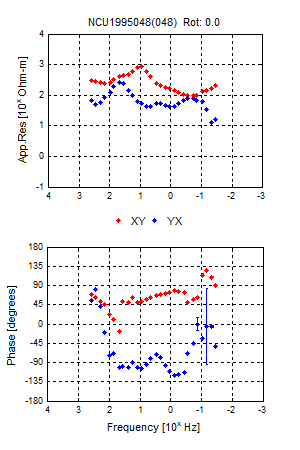 NCU1995048(048) Rot: 0.0
App.Res [10^x Ohm-m]
4
3
2
1
0
-1
4 3 2 1 0 -1 -2 -3
XY YX
Phase [degrees]
180
135
90
45
0
-45
-90
-135
-180
4 3 2 1 0 -1 -2 -3
Frequency [10^x Hz]